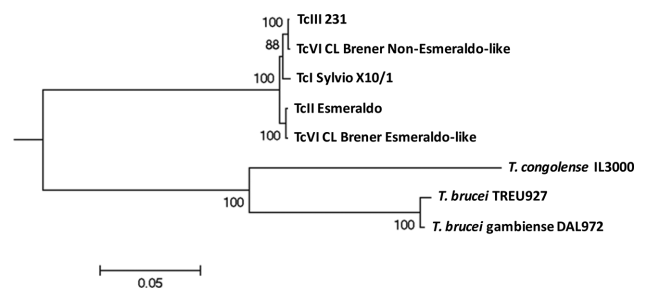 100 TcIII 231
88 TcVI CL Brener Non-Esmeraldo-like
100 TcI Sylvio X10/1
TcII Esmeraldo
100 TcVI CL Brener Esmeraldo-like
T. congolense IL3000
T. brucei TREU927
100
100 T. brucei gambiense DAL972
0.05